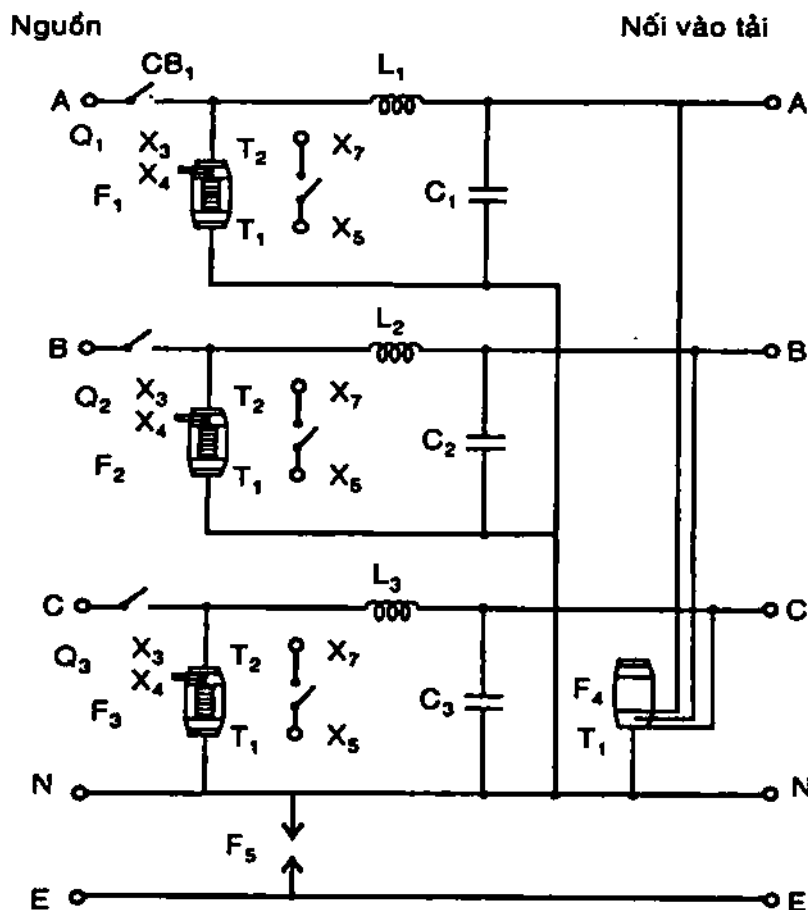 Nguồn Nối vào tải
CB₁ L₁
A A
Q₁ X₃ T₂ X₇
X₄
F₁ C₁
T₁ X₅
L₂
B B
Q₂ X₃ T₂ X₇
X₄
F₂ C₂
T₁ X₅
L₃
C C
Q₃ X₃ T₂ X₇
X₄ F₄
F₃ C₃
T₁ X₅ T₁
N N
F₅
E E